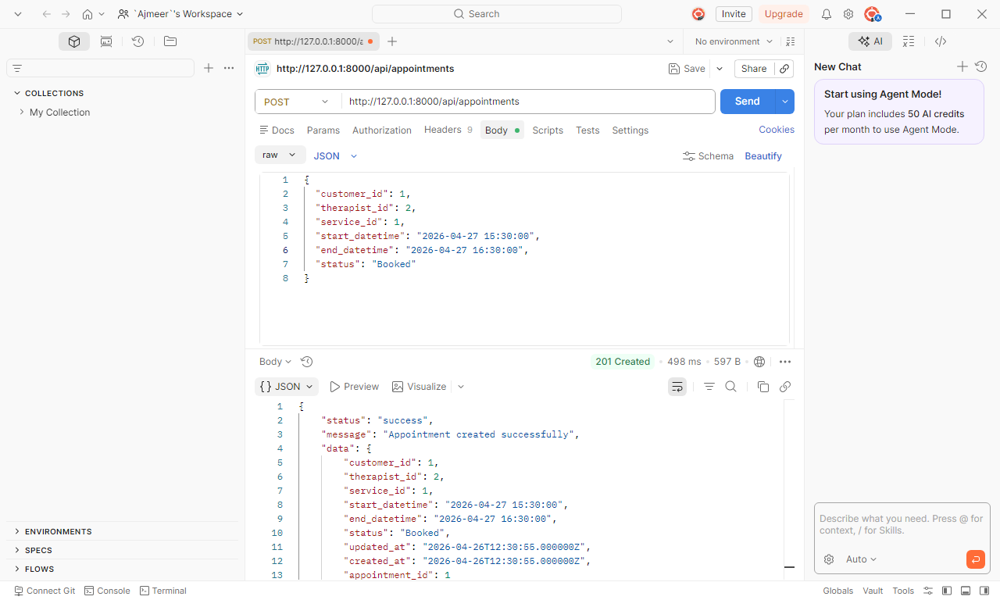 `Ajmeer`'s Workspace
Search
Invite
Upgrade
POST http://127.0.0.1:8000/a
No environment
AI
HTTP
http://127.0.0.1:8000/api/appointments
Save
Share
New Chat
COLLECTIONS
My Collection
POST
http://127.0.0.1:8000/api/appointments
Send
Start using Agent Mode!
Your plan includes 50 AI credits
per month to use Agent Mode.
Docs Params Authorization Headers 9 Body Scripts Tests Settings Cookies
raw JSON Schema Beautify
1 {
2 "customer_id": 1,
3 "therapist_id": 2,
4 "service_id": 1,
5 "start_datetime": "2026-04-27 15:30:00",
6 "end_datetime": "2026-04-27 16:30:00",
7 "status": "Booked"
8 }
Body 201 Created 498 ms 597 B
{} JSON Preview Visualize
1 {
2 "status": "success",
3 "message": "Appointment created successfully",
4 "data": {
5 "customer_id": 1,
6 "therapist_id": 2,
7 "service_id": 1,
8 "start_datetime": "2026-04-27 15:30:00",
9 "end_datetime": "2026-04-27 16:30:00",
10 "status": "Booked",
11 "updated_at": "2026-04-26T12:30:55.000000Z",
12 "created_at": "2026-04-26T12:30:55.000000Z",
13 "appointment_id": 1
ENVIRONMENTS
SPECS
FLOWS
Describe what you need. Press @ for
context, / for Skills.
Auto
Connect Git Console Terminal
Globals Vault Tools